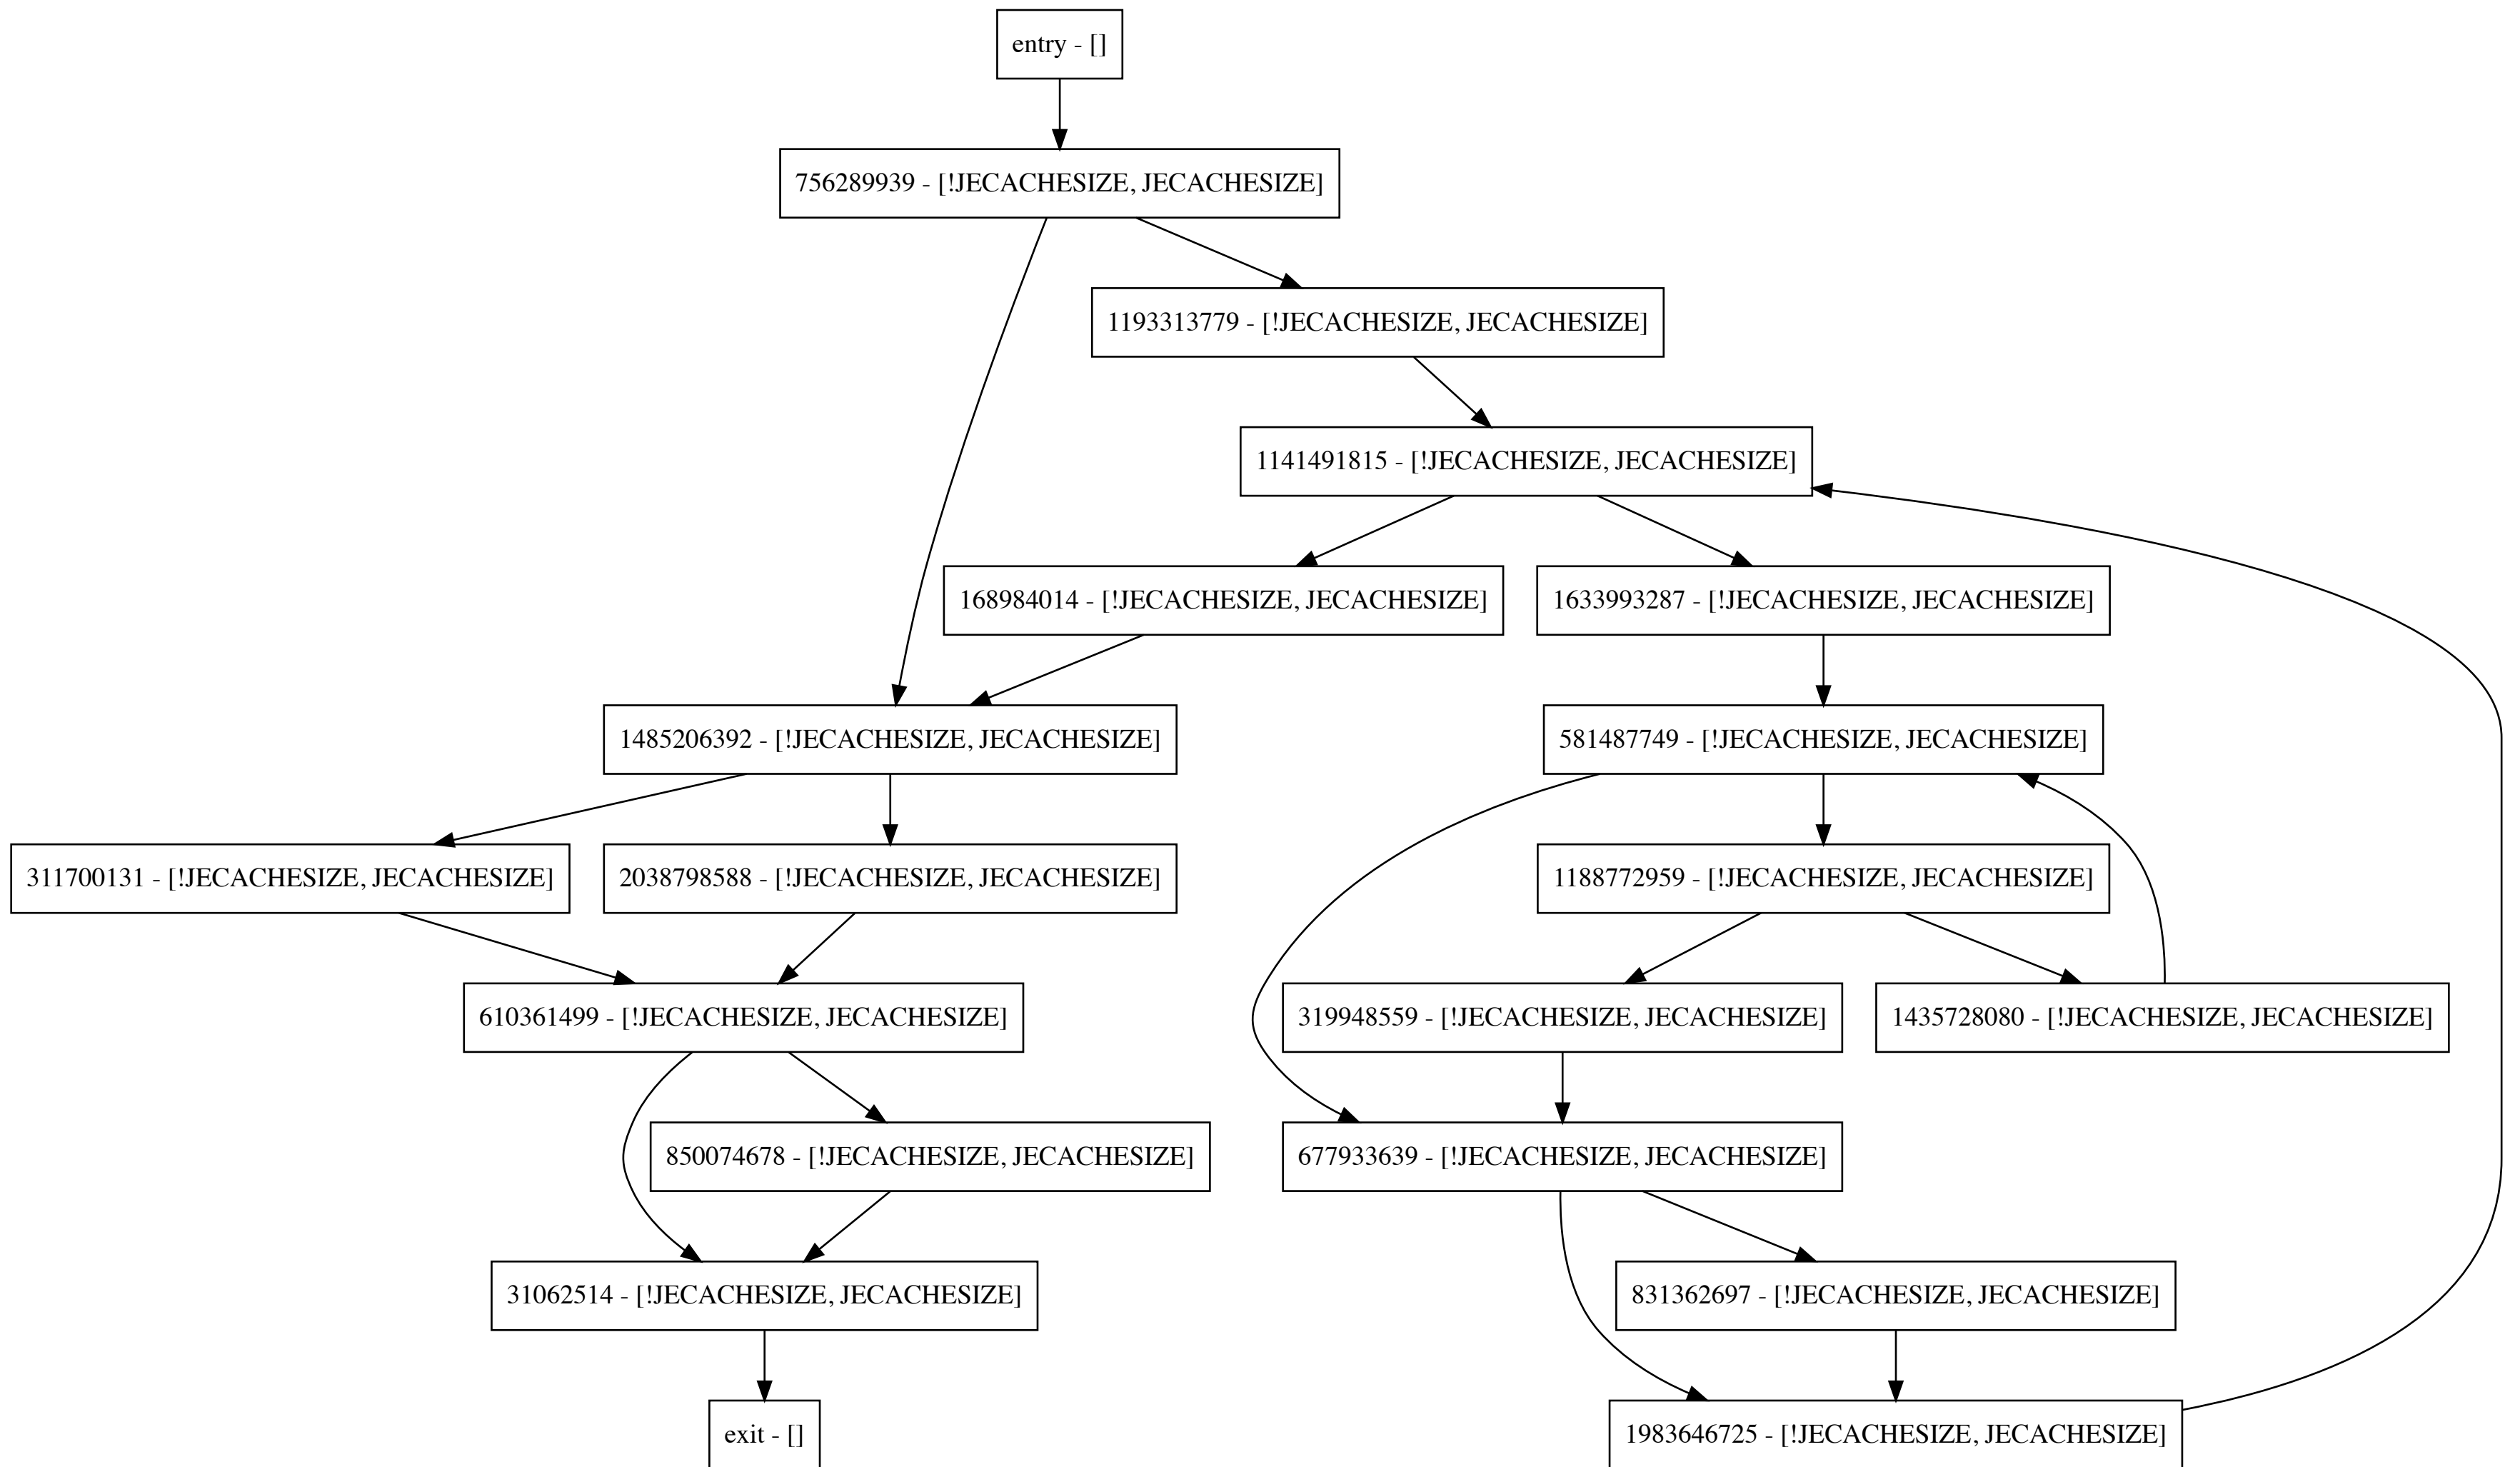 entry - []
756289939 - [!JECACHESIZE, JECACHESIZE]
1193313779 - [!JECACHESIZE, JECACHESIZE]
1141491815 - [!JECACHESIZE, JECACHESIZE]
168984014 - [!JECACHESIZE, JECACHESIZE]
1633993287 - [!JECACHESIZE, JECACHESIZE]
1485206392 - [!JECACHESIZE, JECACHESIZE]
581487749 - [!JECACHESIZE, JECACHESIZE]
311700131 - [!JECACHESIZE, JECACHESIZE]
2038798588 - [!JECACHESIZE, JECACHESIZE]
1188772959 - [!JECACHESIZE, JECACHESIZE]
610361499 - [!JECACHESIZE, JECACHESIZE]
319948559 - [!JECACHESIZE, JECACHESIZE]
1435728080 - [!JECACHESIZE, JECACHESIZE]
850074678 - [!JECACHESIZE, JECACHESIZE]
677933639 - [!JECACHESIZE, JECACHESIZE]
31062514 - [!JECACHESIZE, JECACHESIZE]
831362697 - [!JECACHESIZE, JECACHESIZE]
exit - []
1983646725 - [!JECACHESIZE, JECACHESIZE]